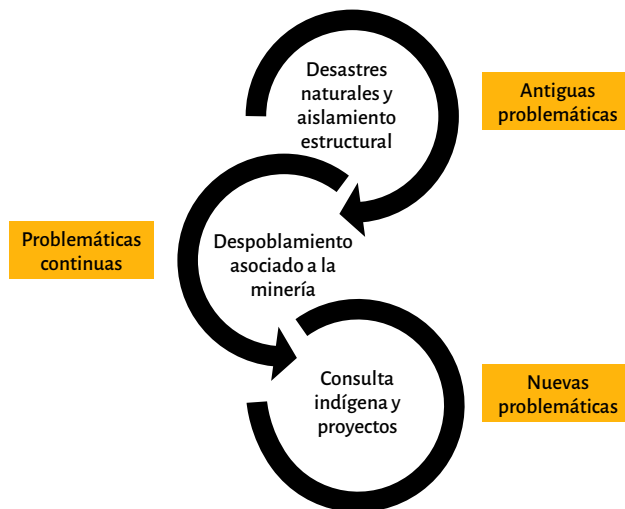 Desastres
naturales y
aislamiento
estructural
Antiguas
problemáticas
Problemáticas
continuas
Despoblamiento
asociado a la
minería
Consulta
indígena y
proyectos
Nuevas
problemáticas